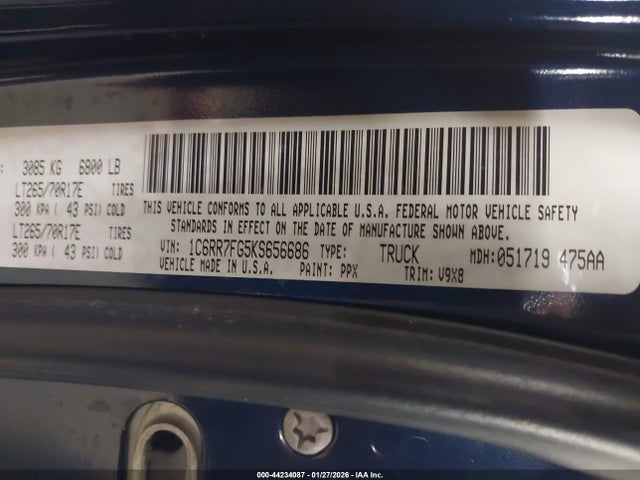 : 3085 KG 6800 LB
LT265/70R17E TIRES
300 KPA ( 43 PSI) COLD
LT265/70R17E TIRES
300 KPA ( 43 PSI) COLD
THIS VEHICLE CONFORMS TO ALL APPLICABLE U.S.A. FEDERAL MOTOR VEHICLE SAFETY
STANDARDS IN EFFECT ON THE DATE OF MANUFACTURE SHOWN ABOVE.
VIN: 1C6RR7FG5KS656686 TYPE: TRUCK MDH:051719 475AA
VEHICLE MADE IN U.S.A. PAINT: PPX TRIM: V9X8
000-44234087 - 01/27/2026 - IAA Inc.